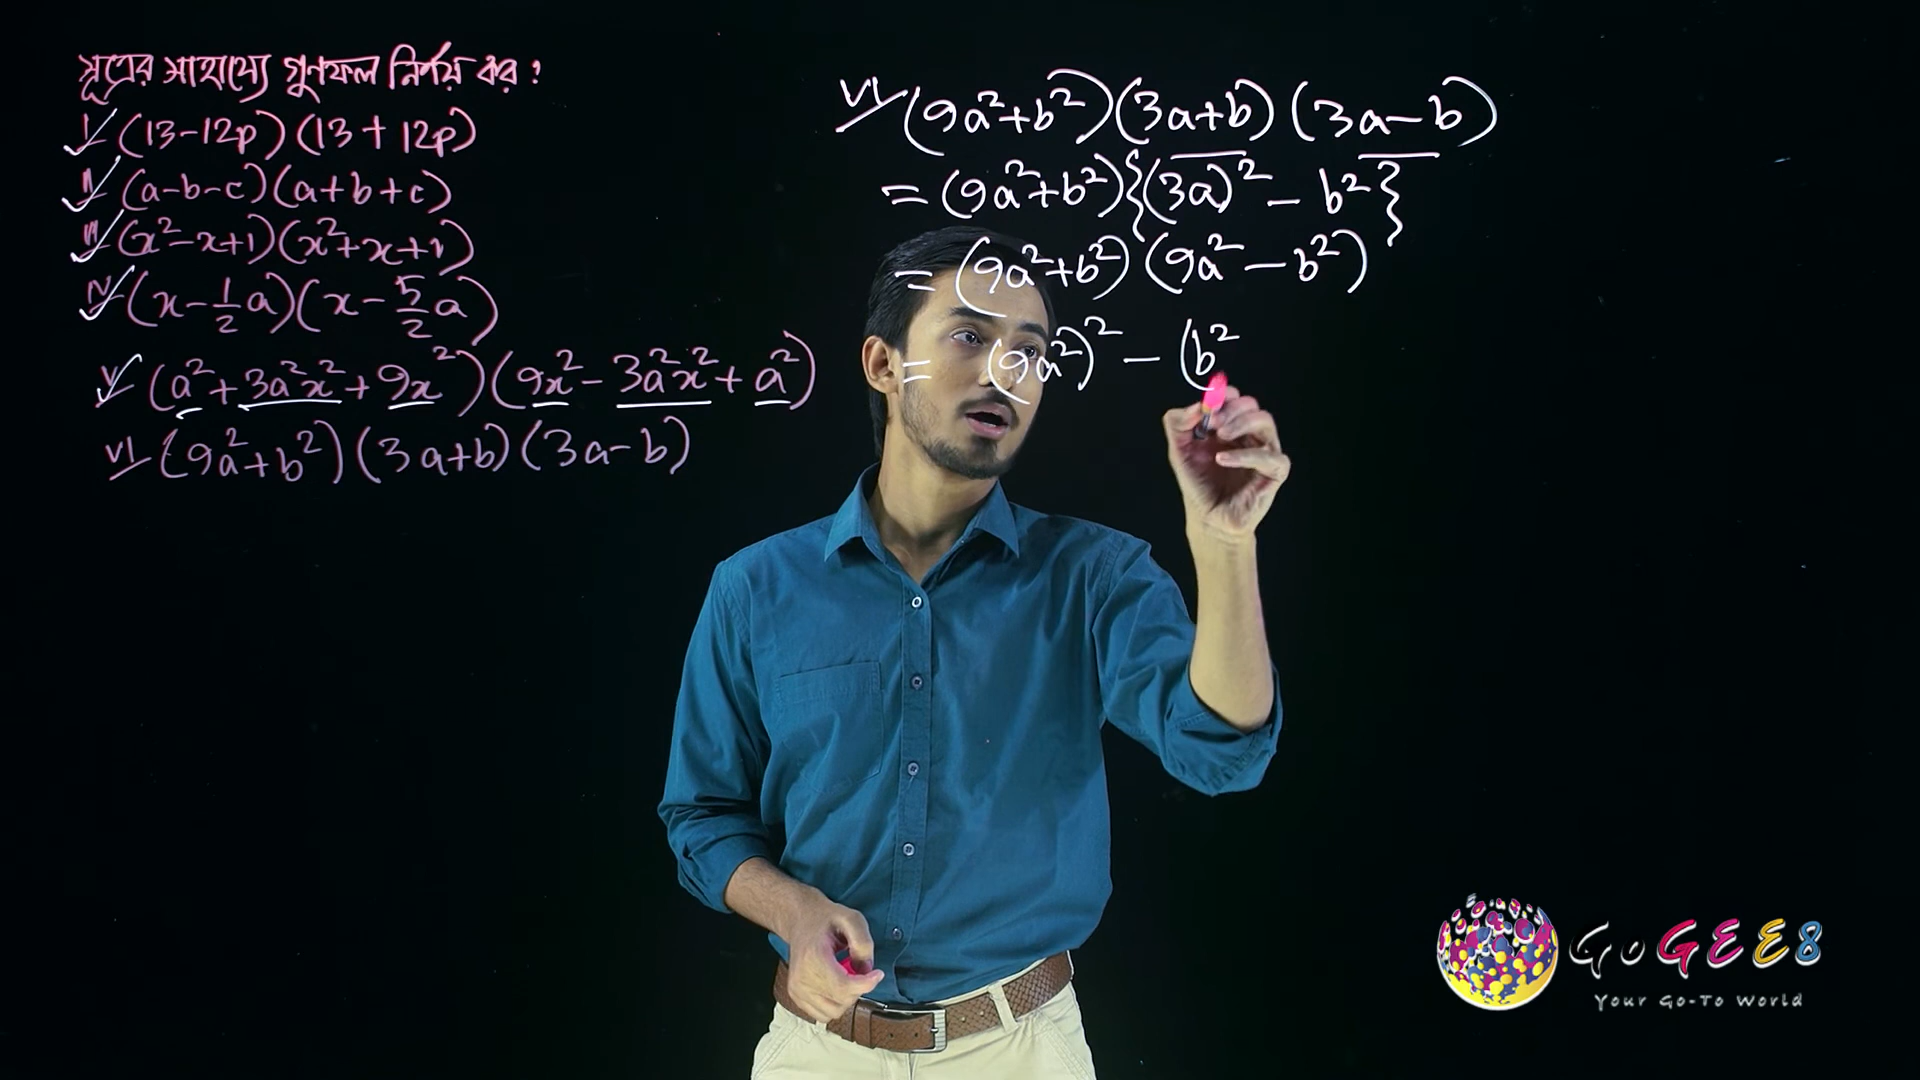 সূত্রের সাহায্যে গুণফল নির্ণয় কর ?
i (13-12p)(13+12p)
ii (a-b-c)(a+b+c)
iii (x²-x+1)(x²+x+1)
iv (x-1/2a)(x-5/2a)
v (a²+3a²x²+9x²)(9x²-3a²x²+a²)
vi (9a²+b²)(3a+b)(3a-b)
vi (9a²+b²)(3a+b)(3a-b)
= (9a²+b²){(3a)²-b²}
= (9a²+b²)(9a²-b²)
= (9a²)²-(b²
GoGEE8
Your Go-To World